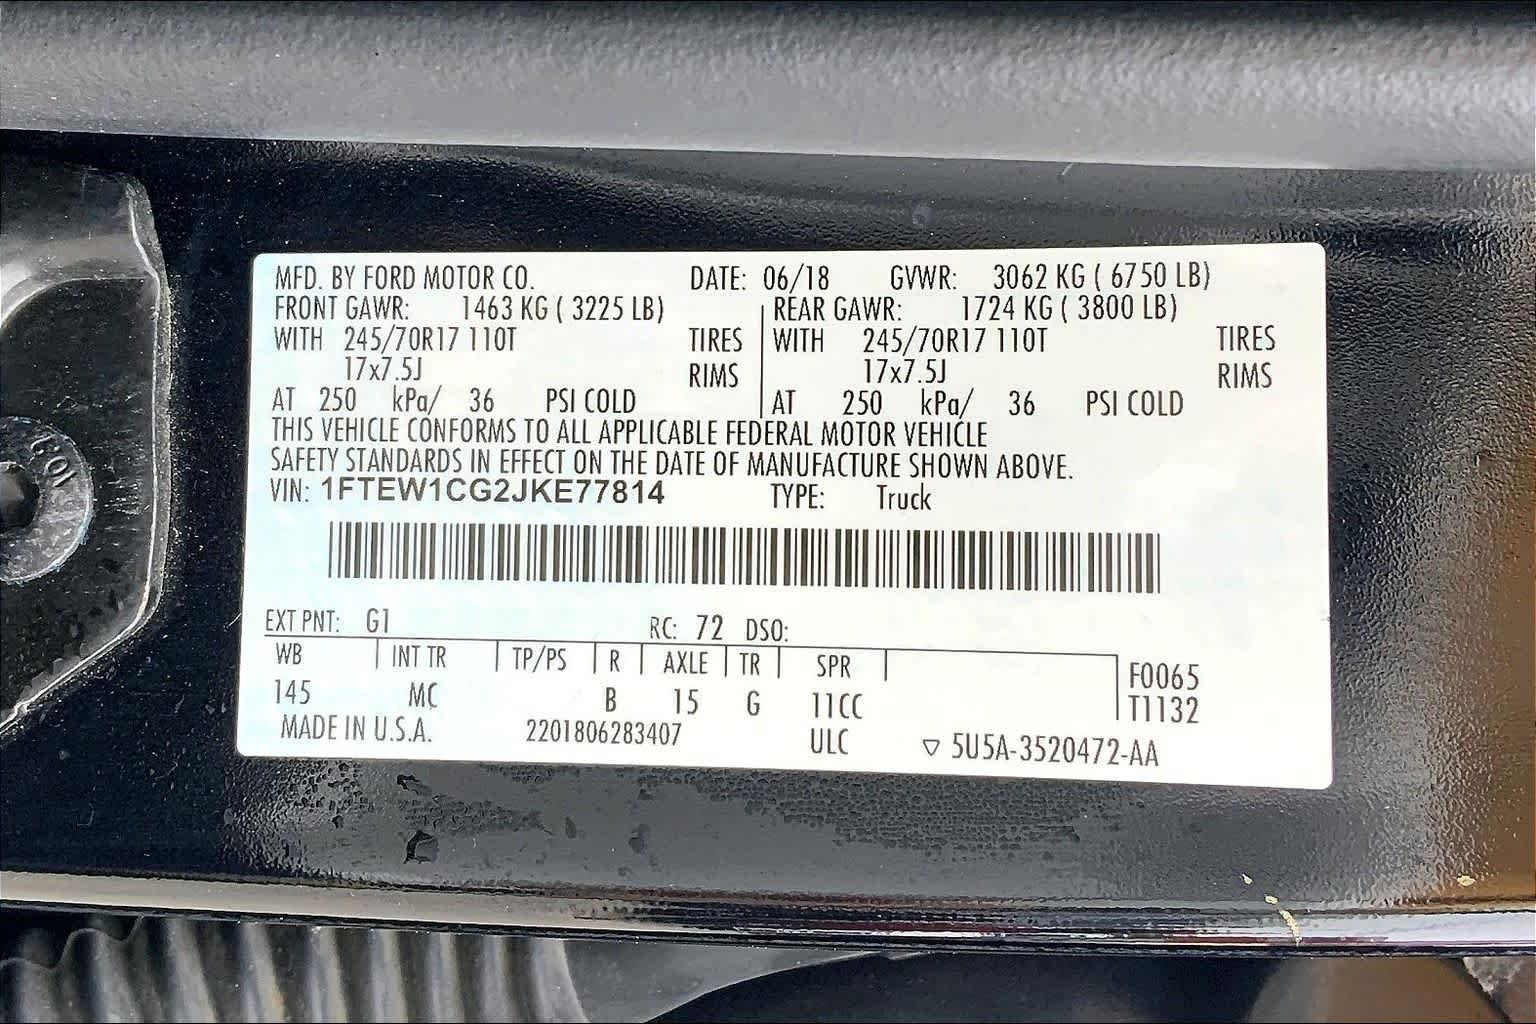 MFD. BY FORD MOTOR CO. DATE: 06/18 GVWR: 3062 KG ( 6750 LB)
FRONT GAWR: 1463 KG ( 3225 LB) REAR GAWR: 1724 KG ( 3800 LB)
WITH 245/70R17 110T TIRES WITH 245/70R17 110T TIRES
17x7.5J RIMS 17x7.5J RIMS
AT 250 kPa/ 36 PSI COLD AT 250 kPa/ 36 PSI COLD
THIS VEHICLE CONFORMS TO ALL APPLICABLE FEDERAL MOTOR VEHICLE
SAFETY STANDARDS IN EFFECT ON THE DATE OF MANUFACTURE SHOWN ABOVE.
VIN: 1FTEW1CG2JKE77814 TYPE: Truck
EXT PNT: G1 RC: 72 DSO:
WB INT TR TP/PS R AXLE TR SPR F0065
145 MC B 15 G 11CC T1132
MADE IN U.S.A. 2201806283407 ULC ▽ 5U5A-3520472-AA